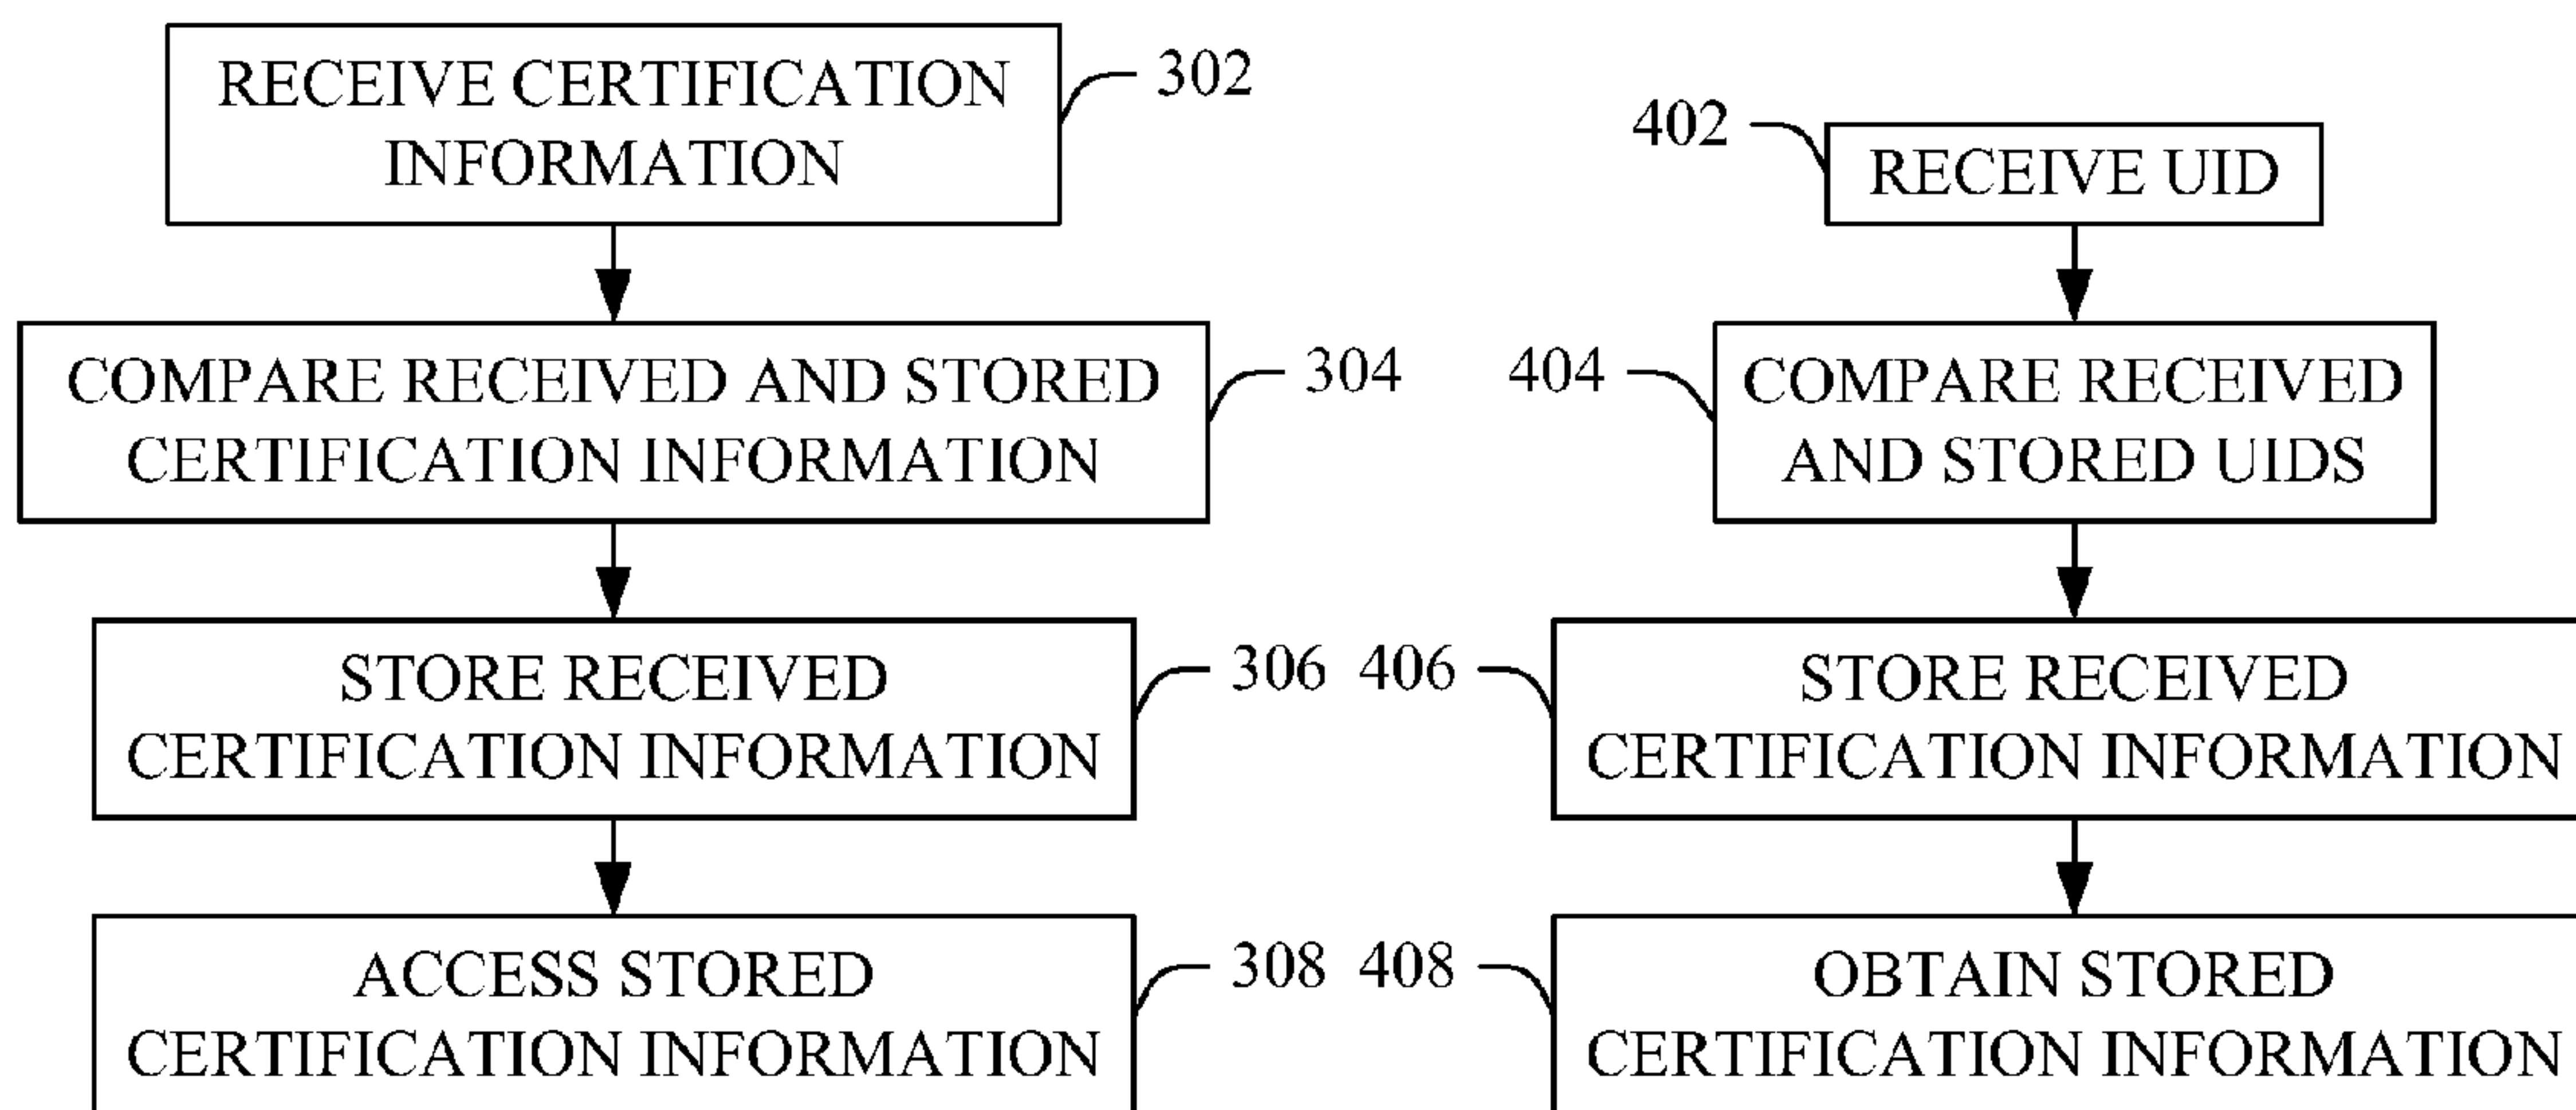 RECEIVE CERTIFICATION
INFORMATION
302
COMPARE RECEIVED AND STORED
CERTIFICATION INFORMATION
304
STORE RECEIVED
CERTIFICATION INFORMATION
306
ACCESS STORED
CERTIFICATION INFORMATION
308
402
RECEIVE UID
404
COMPARE RECEIVED
AND STORED UIDS
406
STORE RECEIVED
CERTIFICATION INFORMATION
408
OBTAIN STORED
CERTIFICATION INFORMATION